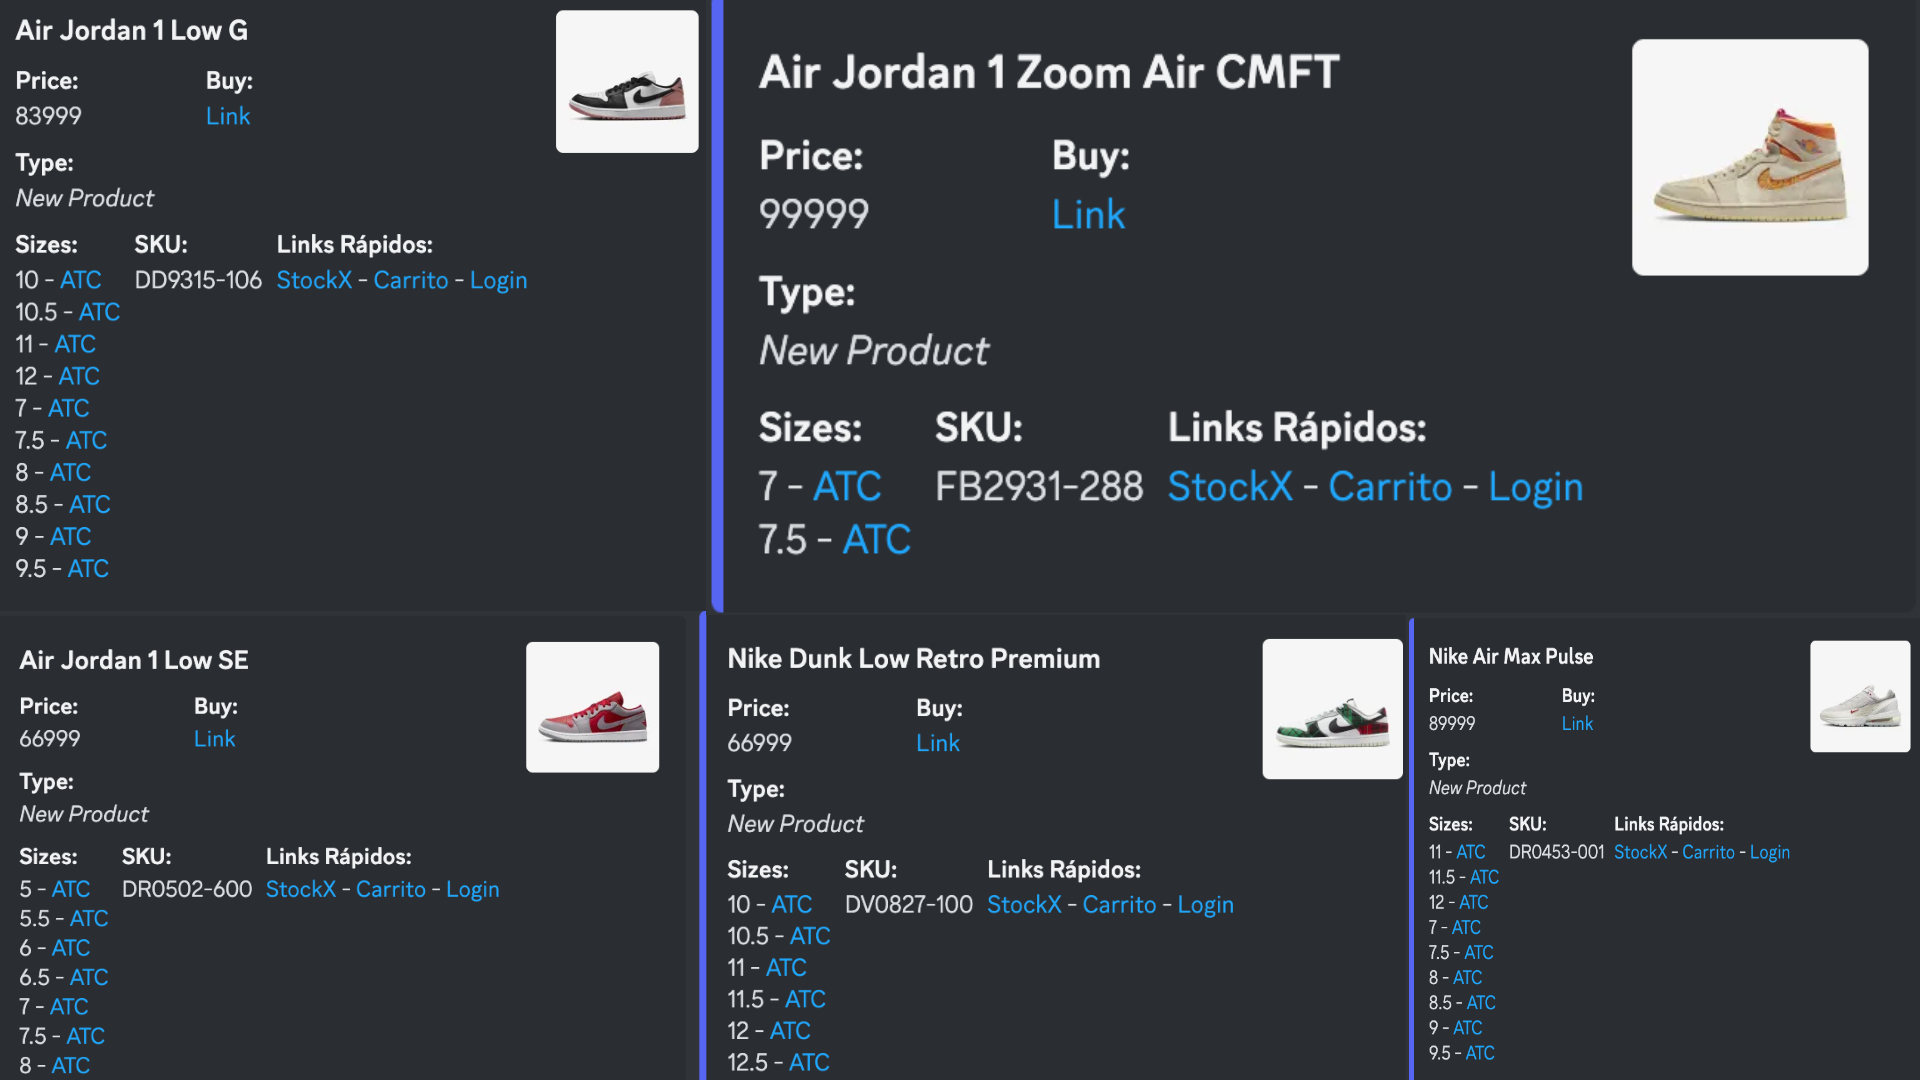 Air Jordan 1 Low G
Price: Buy:
83999 Link
Type:
New Product
Sizes: SKU: Links Rápidos:
10 - ATC DD9315-106 StockX - Carrito - Login
10.5 - ATC
11 - ATC
12 - ATC
7 - ATC
7.5 - ATC
8 - ATC
8.5 - ATC
9 - ATC
9.5 - ATC
Air Jordan 1 Zoom Air CMFT
Price: Buy:
99999 Link
Type:
New Product
Sizes: SKU: Links Rápidos:
7 - ATC FB2931-288 StockX - Carrito - Login
7.5 - ATC
Air Jordan 1 Low SE
Price: Buy:
66999 Link
Type:
New Product
Sizes: SKU: Links Rápidos:
5 - ATC DR0502-600 StockX - Carrito - Login
5.5 - ATC
6 - ATC
6.5 - ATC
7 - ATC
7.5 - ATC
8 - ATC
Nike Dunk Low Retro Premium
Price: Buy:
66999 Link
Type:
New Product
Sizes: SKU: Links Rápidos:
10 - ATC DV0827-100 StockX - Carrito - Login
10.5 - ATC
11 - ATC
11.5 - ATC
12 - ATC
12.5 - ATC
Nike Air Max Pulse
Price: Buy:
89999 Link
Type:
New Product
Sizes: SKU: Links Rápidos:
11 - ATC DR0453-001 StockX - Carrito - Login
11.5 - ATC
12 - ATC
7 - ATC
7.5 - ATC
8 - ATC
8.5 - ATC
9 - ATC
9.5 - ATC